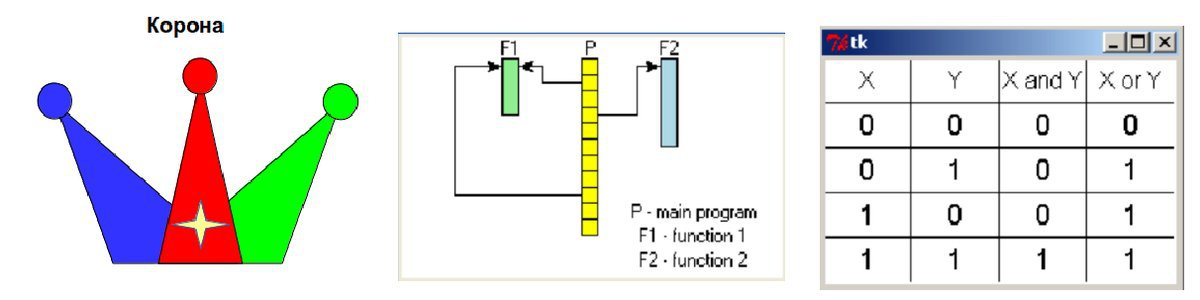 Корона
F1 P F2
P - main program
F1 - function 1
F2 - function 2
tk
X Y X and Y X or Y
0 0 0 0
0 1 0 1
1 0 0 1
1 1 1 1